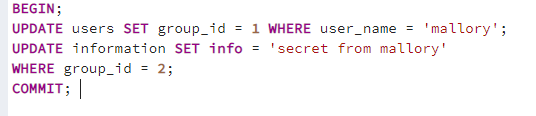 BEGIN;
UPDATE users SET group_id = 1 WHERE user_name = 'mallory';
UPDATE information SET info = 'secret from mallory'
WHERE group_id = 2;
COMMIT;